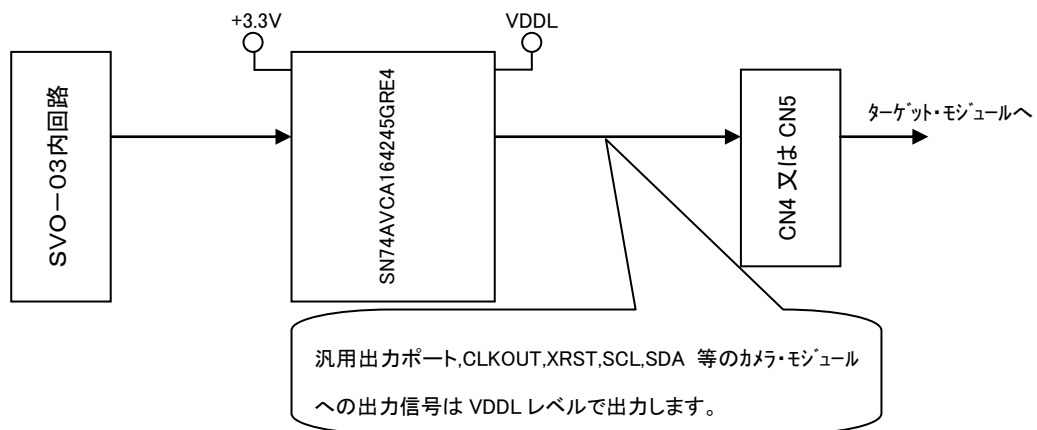 +3.3V
VDDL
SVO－03内回路
SN74AVCA164245GRE4
CN4 又は CN5
ﾀｰｹﾞｯﾄ・ﾓｼﾞｭｰﾙへ
汎用出力ポート,CLKOUT,XRST,SCL,SDA 等のｶﾒﾗ・ﾓｼﾞｭｰﾙ
への出力信号は VDDL レベルで出力します。